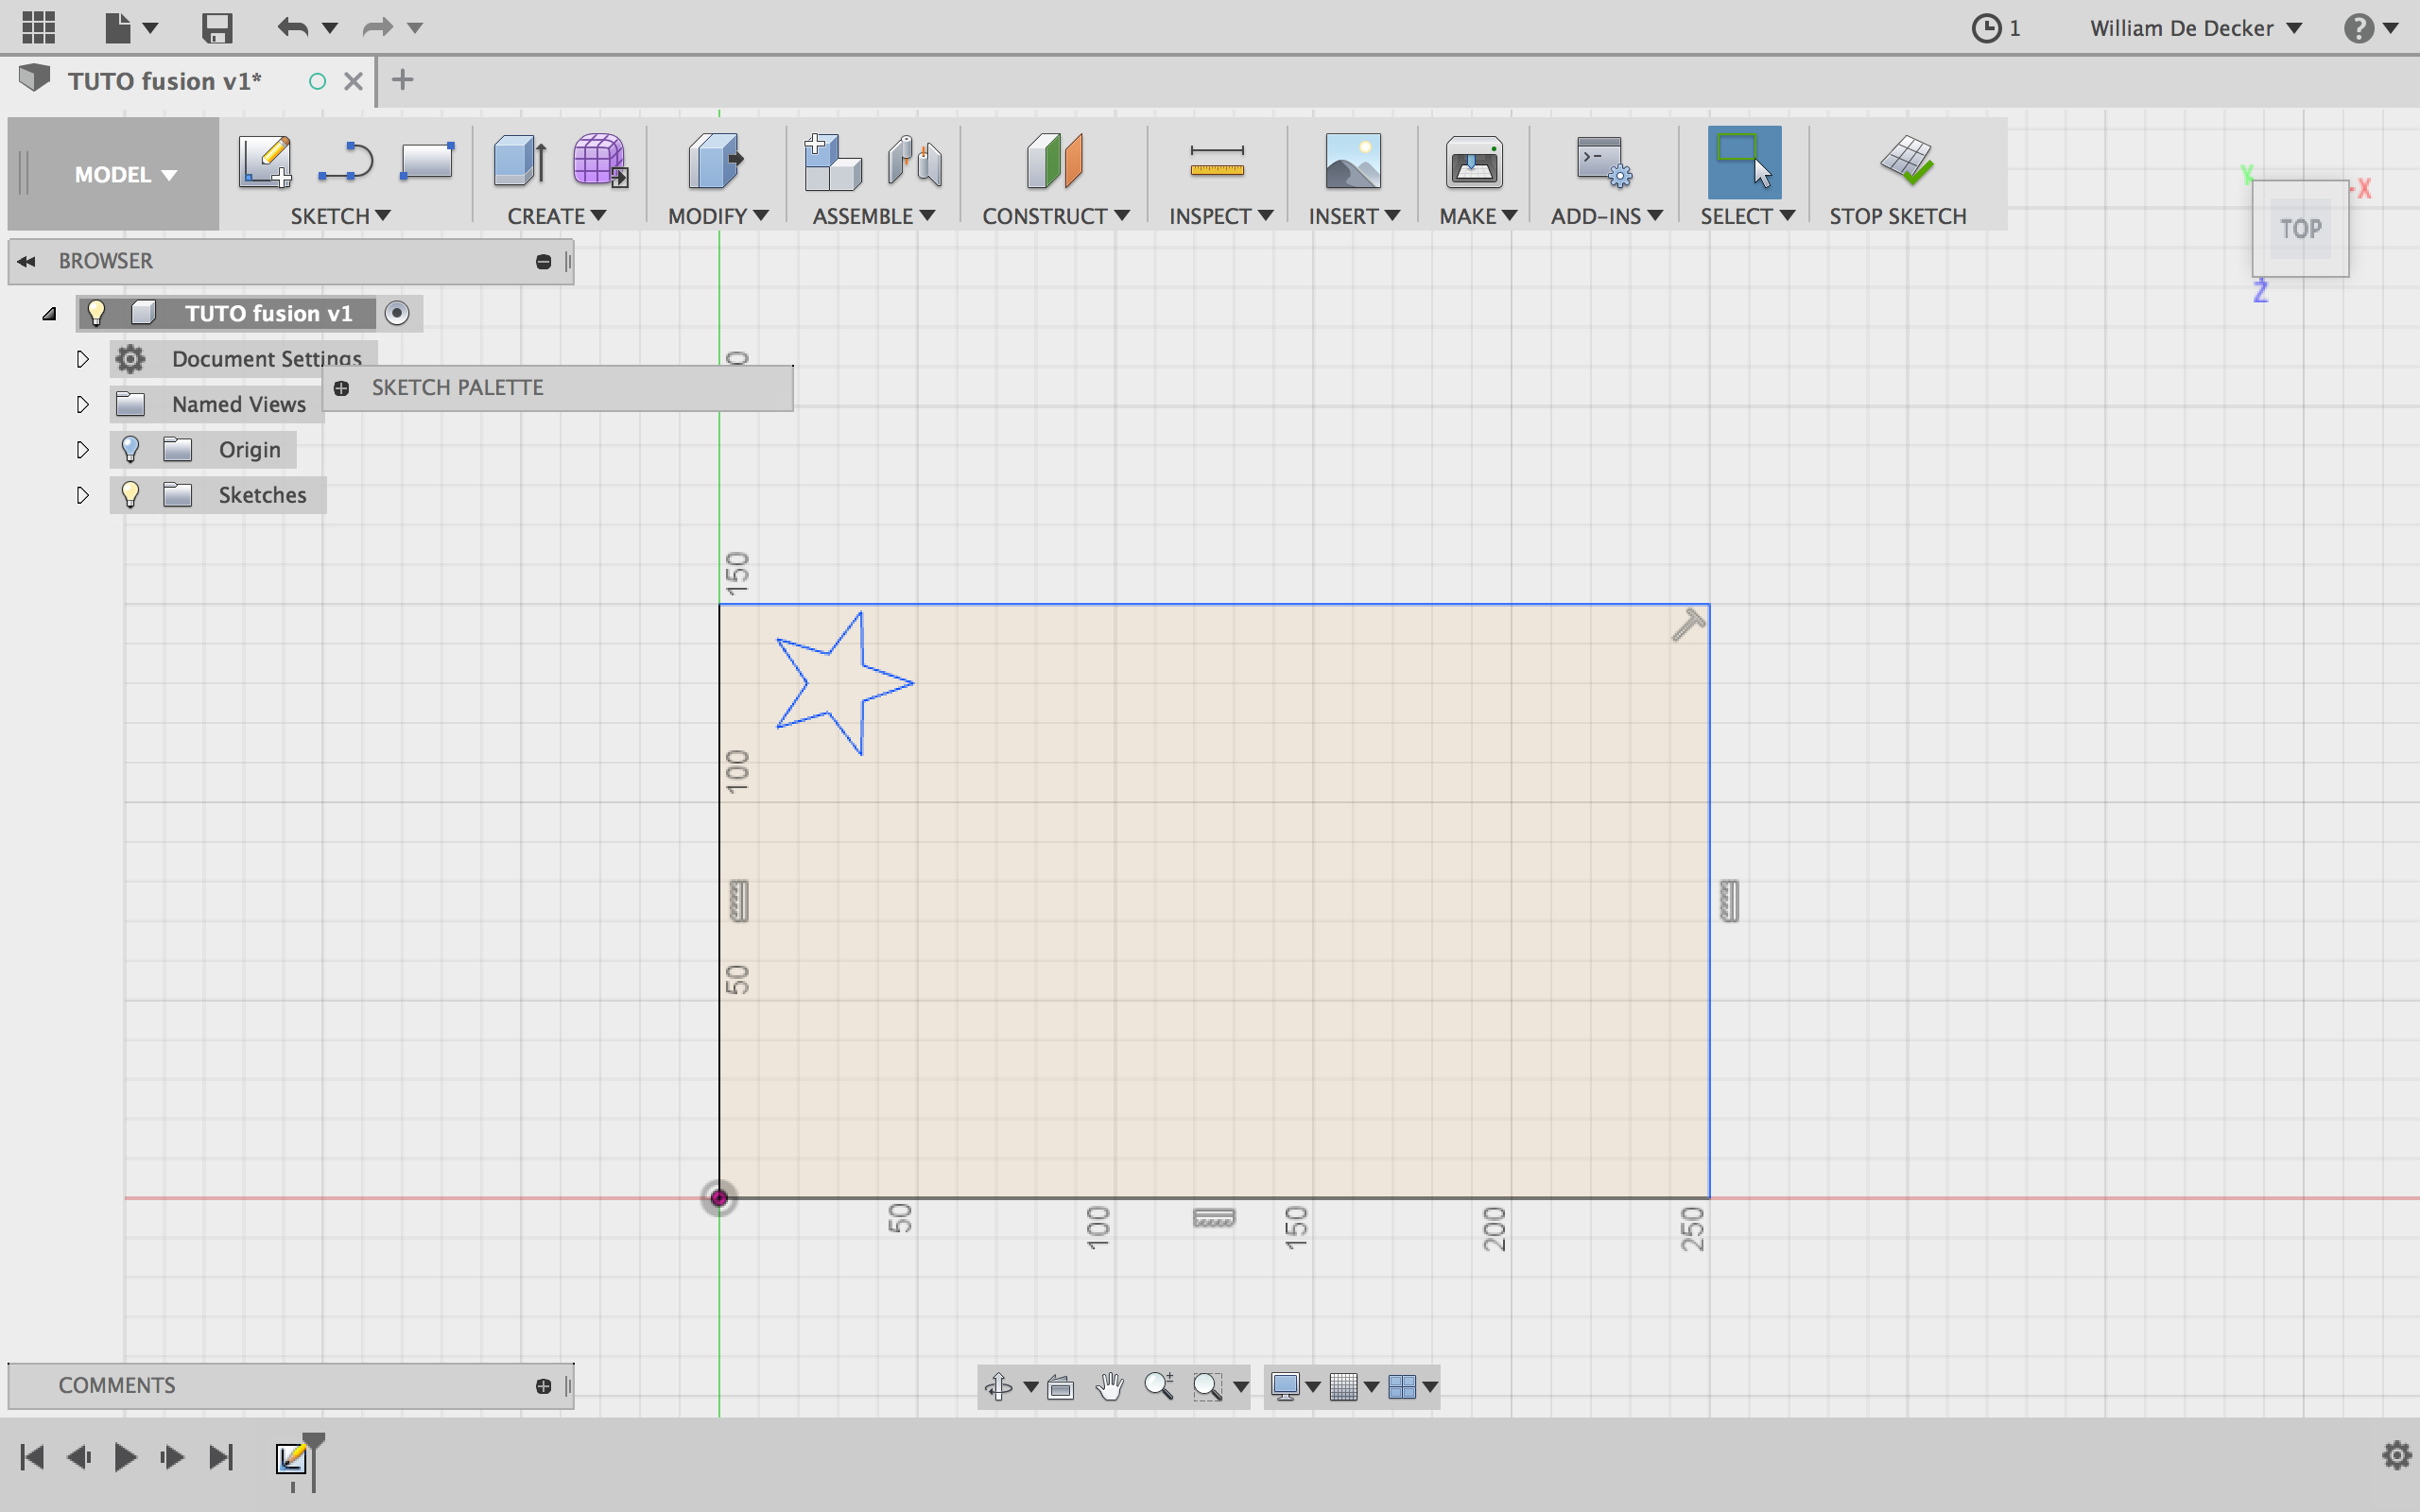 1
William De Decker
?
TUTO fusion v1*
MODEL
SKETCH
CREATE
MODIFY
ASSEMBLE
CONSTRUCT
INSPECT
INSERT
MAKE
ADD-INS
SELECT
STOP SKETCH
Y
-X
TOP
Z
BROWSER
TUTO fusion v1
Document Settings
SKETCH PALETTE
Named Views
Origin
Sketches
150
100
50
50
100
150
200
250
COMMENTS